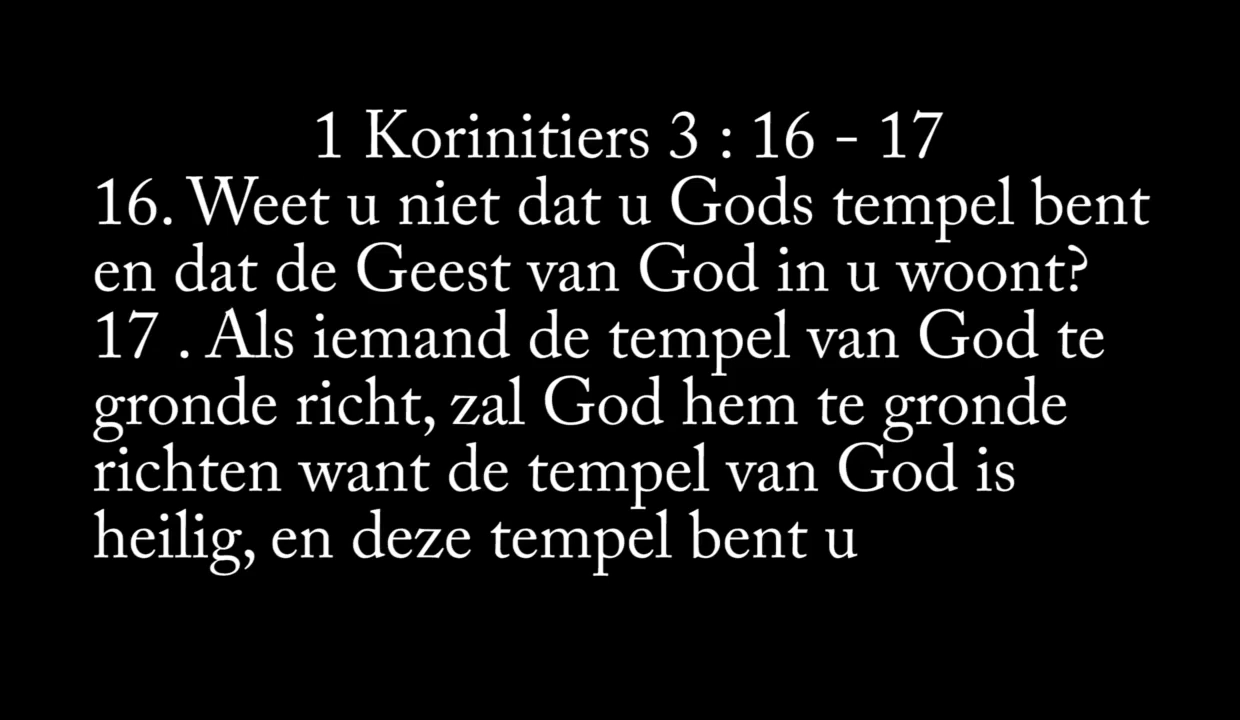 1 Korinitiers 3 : 16 - 17
16. Weet u niet dat u Gods tempel bent
en dat de Geest van God in u woont?
17 . Als iemand de tempel van God te
gronde richt, zal God hem te gronde
richten want de tempel van God is
heilig, en deze tempel bent u